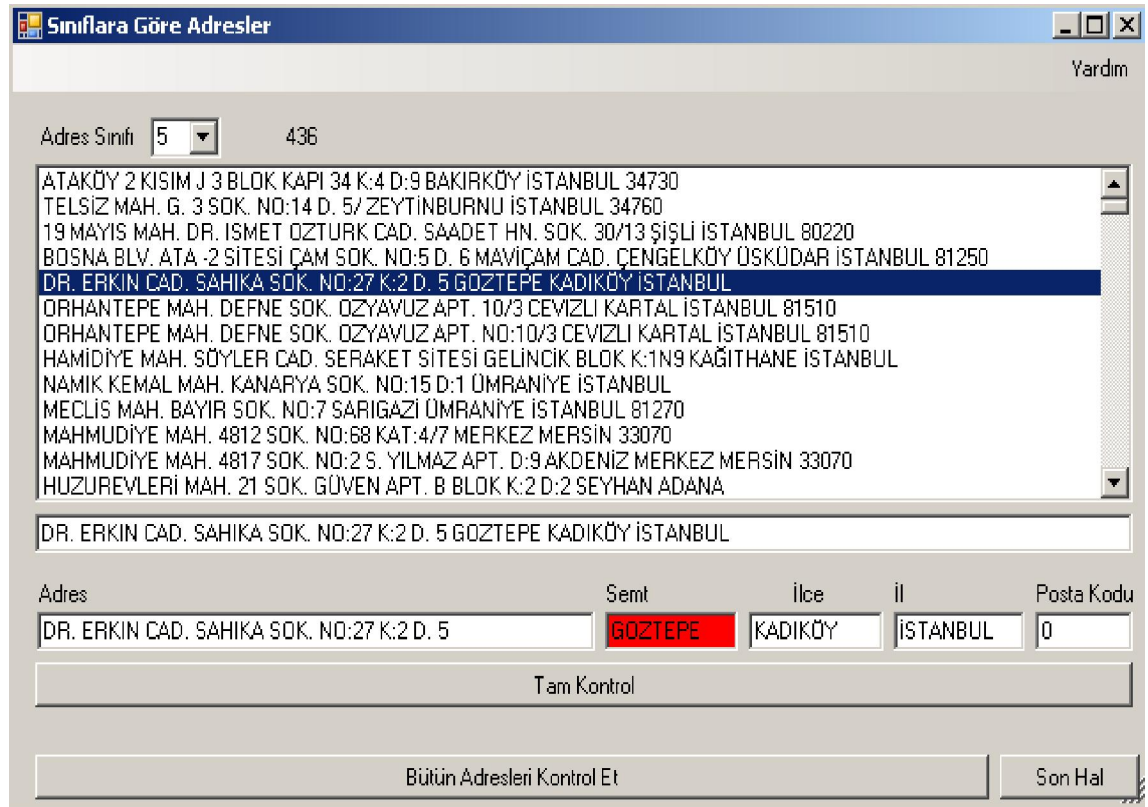 Sınıflara Göre Adresler
Yardım
Adres Sınıfı 5 436
ATAKÖY 2 KISIM J 3 BLOK KAPI 34 K:4 D:9 BAKIRKÖY İSTANBUL 34730
TELSİZ MAH. G. 3 SOK. NO:14 D. 5/ ZEYTİNBURNU İSTANBUL 34760
19 MAYIS MAH. DR. ISMET OZTURK CAD. SAADET HN. SOK. 30/13 ŞİŞLİ İSTANBUL 80220
BOSNA BLV. ATA -2 SİTESİ ÇAM SOK. NO:5 D. 6 MAVİÇAM CAD. ÇENGELKÖY ÜSKÜDAR İSTANBUL 81250
DR. ERKIN CAD. SAHIKA SOK. NO:27 K:2 D. 5 GOZTEPE KADIKÖY İSTANBUL
ORHANTEPE MAH. DEFNE SOK. OZYAVUZ APT. 10/3 CEVIZLI KARTAL İSTANBUL 81510
ORHANTEPE MAH. DEFNE SOK. OZYAVUZ APT. NO:10/3 CEVIZLI KARTAL İSTANBUL 81510
HAMİDİYE MAH. SÖYLER CAD. SERAKET SİTESİ GELİNCİK BLOK K:1N9 KAĞITHANE İSTANBUL
NAMIK KEMAL MAH. KANARYA SOK. NO:15 D:1 ÜMRANİYE İSTANBUL
MECLİS MAH. BAYIR SOK. NO:7 SARIGAZİ ÜMRANİYE İSTANBUL 81270
MAHMUDİYE MAH. 4812 SOK. NO:68 KAT:4/7 MERKEZ MERSİN 33070
MAHMUDİYE MAH. 4817 SOK. NO:2 S. YILMAZ APT. D:9 AKDENİZ MERKEZ MERSİN 33070
HUZUREVLERİ MAH. 21 SOK. GÜVEN APT. B BLOK K:2 D:2 SEYHAN ADANA
DR. ERKIN CAD. SAHIKA SOK. NO:27 K:2 D. 5 GOZTEPE KADIKÖY İSTANBUL
Adres Semt İlce İl Posta Kodu
DR. ERKIN CAD. SAHIKA SOK. NO:27 K:2 D. 5 GOZTEPE KADIKÖY İSTANBUL 0
Tam Kontrol
Bütün Adresleri Kontrol Et Son Hal